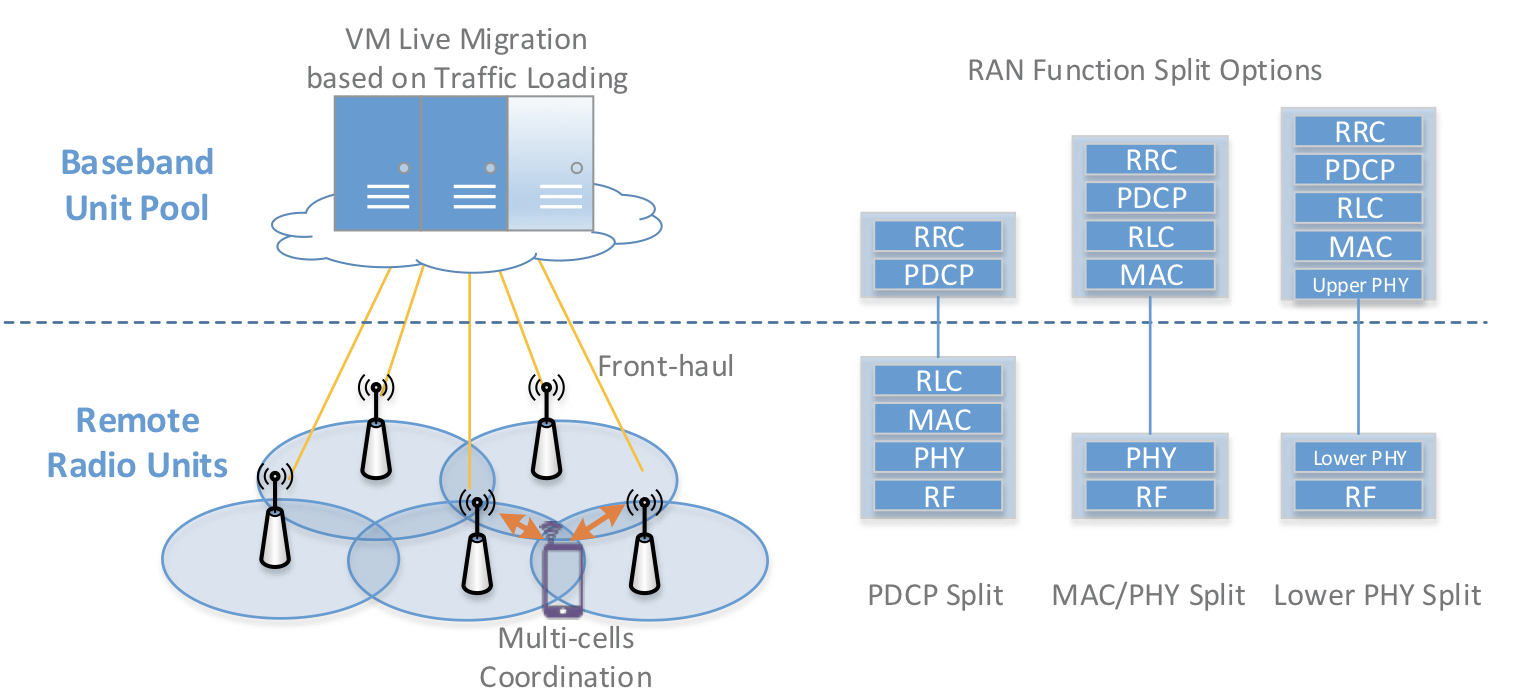 VM Live Migration
based on Traffic Loading
Baseband
Unit Pool
Front-haul
Remote
Radio Units
Multi-cells
Coordination
RAN Function Split Options
RRC
PDCP
RLC
MAC
PHY
RF
PDCP Split
RRC
PDCP
RLC
MAC
PHY
RF
MAC/PHY Split
RRC
PDCP
RLC
MAC
Upper PHY
Lower PHY
RF
Lower PHY Split